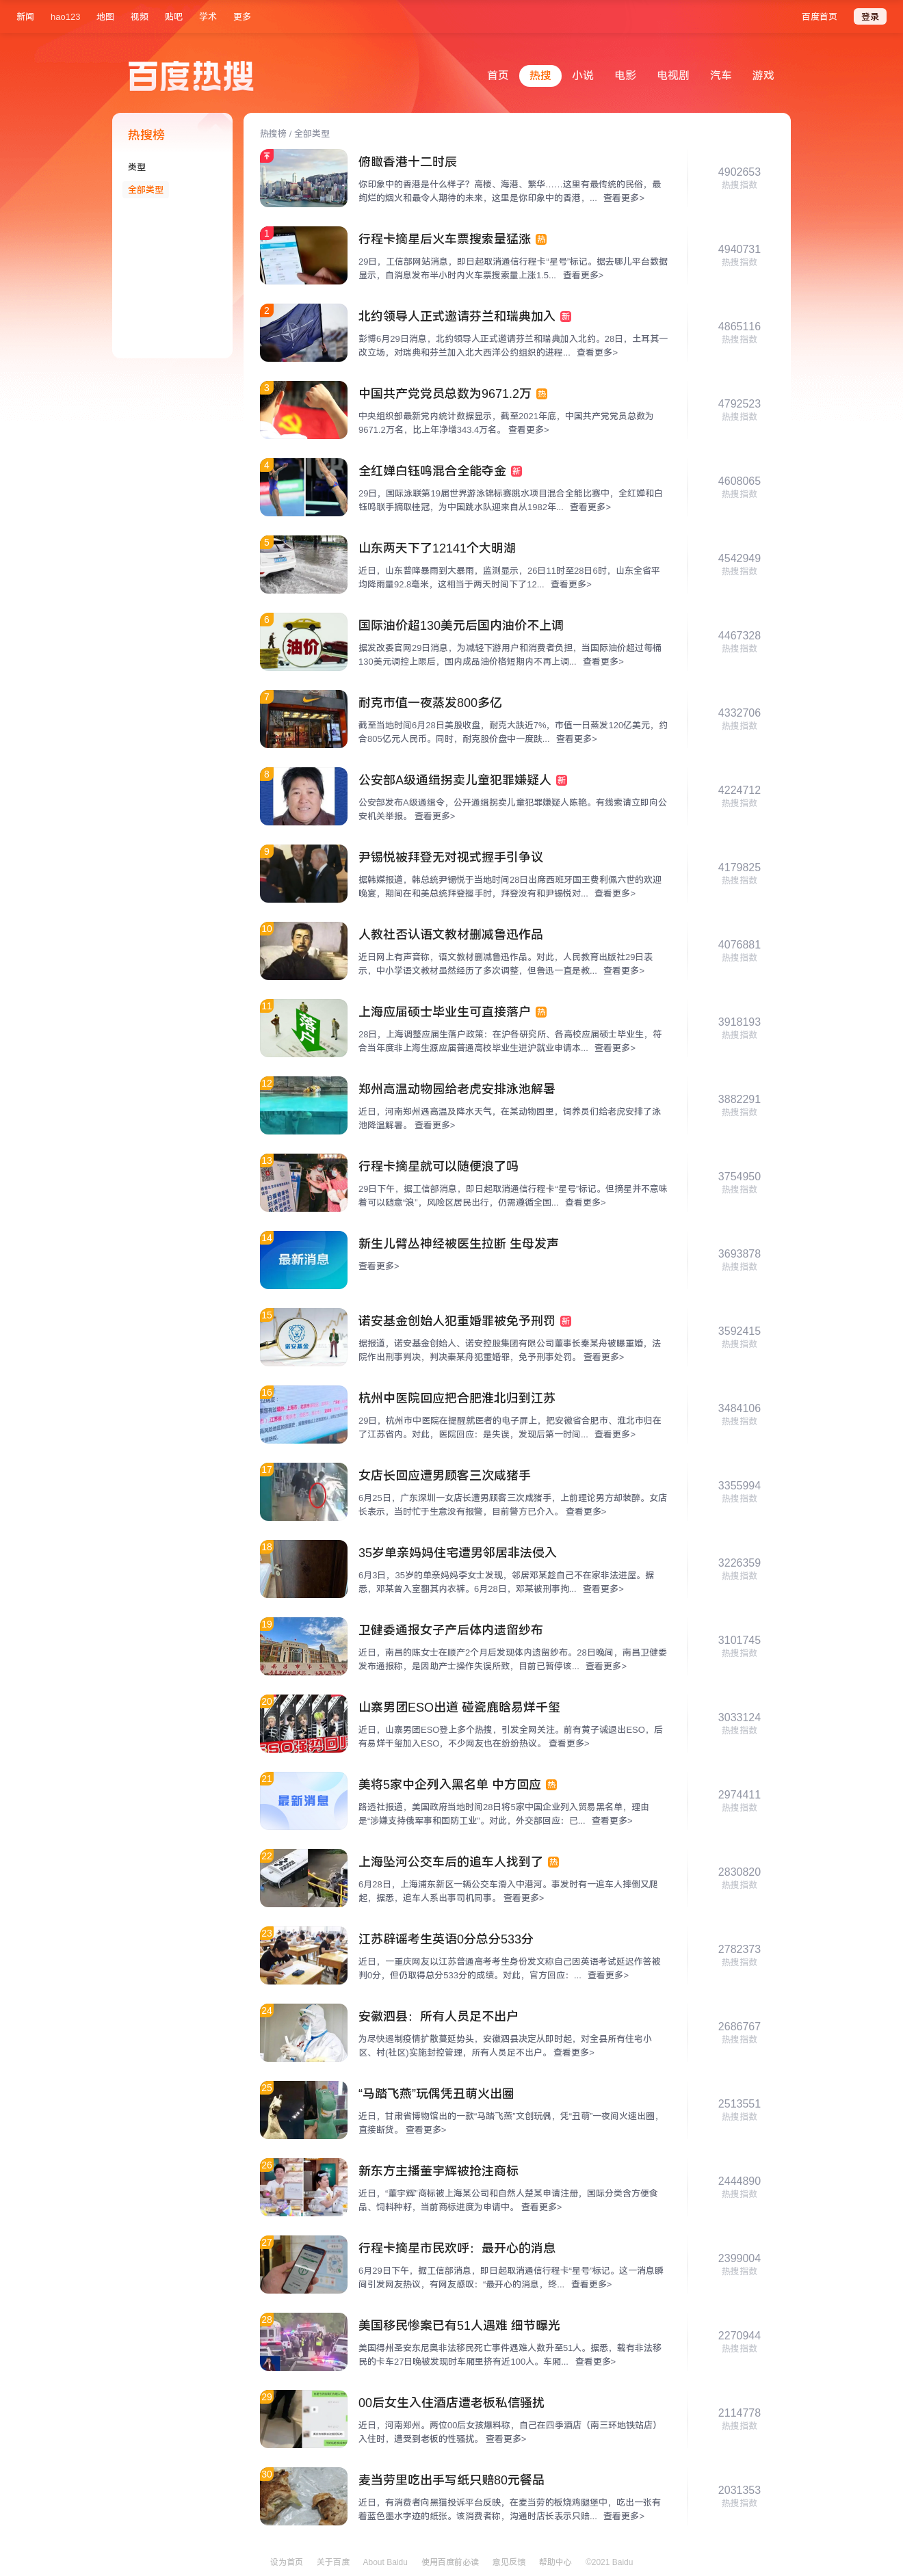 新闻 hao123 地图 视频 贴吧 学术 更多 百度首页 登录
百度热搜
首页 热搜 小说 电影 电视剧 汽车 游戏
热搜榜
类型
全部类型
热搜榜 / 全部类型
俯瞰香港十二时辰
你印象中的香港是什么样子？高楼、海港、繁华……这里有最传统的民俗，最
绚烂的烟火和最令人期待的未来，这里是你印象中的香港，... 查看更多>
4902653
热搜指数
1
行程卡摘星后火车票搜索量猛涨 热
29日，工信部网站消息，即日起取消通信行程卡“星号”标记。据去哪儿平台数据
显示，自消息发布半小时内火车票搜索量上涨1.5... 查看更多>
4940731
热搜指数
2
北约领导人正式邀请芬兰和瑞典加入 新
彭博6月29日消息，北约领导人正式邀请芬兰和瑞典加入北约。28日，土耳其一
改立场，对瑞典和芬兰加入北大西洋公约组织的进程... 查看更多>
4865116
热搜指数
3
中国共产党党员总数为9671.2万 热
中央组织部最新党内统计数据显示，截至2021年底，中国共产党党员总数为
9671.2万名，比上年净增343.4万名。 查看更多>
4792523
热搜指数
4
全红婵白钰鸣混合全能夺金 新
29日，国际泳联第19届世界游泳锦标赛跳水项目混合全能比赛中，全红婵和白
钰鸣联手摘取桂冠，为中国跳水队迎来自从1982年... 查看更多>
4608065
热搜指数
5
山东两天下了12141个大明湖
近日，山东普降暴雨到大暴雨，监测显示，26日11时至28日6时，山东全省平
均降雨量92.8毫米，这相当于两天时间下了12... 查看更多>
4542949
热搜指数
6
油价
国际油价超130美元后国内油价不上调
据发改委官网29日消息，为减轻下游用户和消费者负担，当国际油价超过每桶
130美元调控上限后，国内成品油价格短期内不再上调... 查看更多>
4467328
热搜指数
7
耐克市值一夜蒸发800多亿
截至当地时间6月28日美股收盘，耐克大跌近7%，市值一日蒸发120亿美元，约
合805亿元人民币。同时，耐克股价盘中一度跌... 查看更多>
4332706
热搜指数
8
公安部A级通缉拐卖儿童犯罪嫌疑人 新
公安部发布A级通缉令，公开通缉拐卖儿童犯罪嫌疑人陈艳。有线索请立即向公
安机关举报。 查看更多>
4224712
热搜指数
9
尹锡悦被拜登无对视式握手引争议
据韩媒报道，韩总统尹锡悦于当地时间28日出席西班牙国王费利佩六世的欢迎
晚宴，期间在和美总统拜登握手时，拜登没有和尹锡悦对... 查看更多>
4179825
热搜指数
10
人教社否认语文教材删减鲁迅作品
近日网上有声音称，语文教材删减鲁迅作品。对此，人民教育出版社29日表
示，中小学语文教材虽然经历了多次调整，但鲁迅一直是教... 查看更多>
4076881
热搜指数
11
落户
上海应届硕士毕业生可直接落户 热
28日，上海调整应届生落户政策：在沪各研究所、各高校应届硕士毕业生，符
合当年度非上海生源应届普通高校毕业生进沪就业申请本... 查看更多>
3918193
热搜指数
12
郑州高温动物园给老虎安排泳池解暑
近日，河南郑州遇高温及降水天气，在某动物园里，饲养员们给老虎安排了泳
池降温解暑。 查看更多>
3882291
热搜指数
13
行程卡摘星就可以随便浪了吗
29日下午，据工信部消息，即日起取消通信行程卡“星号”标记。但摘星并不意味
着可以随意“浪”，风险区居民出行，仍需遵循全国... 查看更多>
3754950
热搜指数
14
最新消息
新生儿臂丛神经被医生拉断 生母发声
查看更多>
3693878
热搜指数
15
诺安基金
诺安基金创始人犯重婚罪被免予刑罚 新
据报道，诺安基金创始人、诺安控股集团有限公司董事长秦某舟被曝重婚，法
院作出刑事判决，判决秦某舟犯重婚罪，免予刑事处罚。 查看更多>
3592415
热搜指数
16
杭州中医院回应把合肥淮北归到江苏
29日，杭州市中医院在提醒就医者的电子屏上，把安徽省合肥市、淮北市归在
了江苏省内。对此，医院回应：是失误，发现后第一时间... 查看更多>
3484106
热搜指数
17
女店长回应遭男顾客三次咸猪手
6月25日，广东深圳一女店长遭男顾客三次咸猪手，上前理论男方却装醉。女店
长表示，当时忙于生意没有报警，目前警方已介入。 查看更多>
3355994
热搜指数
18
35岁单亲妈妈住宅遭男邻居非法侵入
6月3日，35岁的单亲妈妈李女士发现，邻居邓某趁自己不在家非法进屋。据
悉，邓某曾入室翻其内衣裤。6月28日，邓某被刑事拘... 查看更多>
3226359
热搜指数
19
卫健委通报女子产后体内遗留纱布
近日，南昌的陈女士在顺产2个月后发现体内遗留纱布。28日晚间，南昌卫健委
发布通报称，是因助产士操作失误所致，目前已暂停该... 查看更多>
3101745
热搜指数
20
ESO强势回归
山寨男团ESO出道 碰瓷鹿晗易烊千玺
近日，山寨男团ESO登上多个热搜，引发全网关注。前有黄子诚退出ESO，后
有易烊干玺加入ESO，不少网友也在纷纷热议。 查看更多>
3033124
热搜指数
21
最新消息
美将5家中企列入黑名单 中方回应 热
路透社报道，美国政府当地时间28日将5家中国企业列入贸易黑名单，理由
是“涉嫌支持俄军事和国防工业”。对此，外交部回应：已... 查看更多>
2974411
热搜指数
22
上海坠河公交车后的追车人找到了 热
6月28日，上海浦东新区一辆公交车滑入中港河。事发时有一追车人摔倒又爬
起，据悉，追车人系出事司机同事。 查看更多>
2830820
热搜指数
23
江苏辟谣考生英语0分总分533分
近日，一重庆网友以江苏普通高考考生身份发文称自己因英语考试延迟作答被
判0分，但仍取得总分533分的成绩。对此，官方回应：... 查看更多>
2782373
热搜指数
24
安徽泗县：所有人员足不出户
为尽快遏制疫情扩散蔓延势头，安徽泗县决定从即时起，对全县所有住宅小
区、村(社区)实施封控管理，所有人员足不出户。 查看更多>
2686767
热搜指数
25
“马踏飞燕”玩偶凭丑萌火出圈
近日，甘肃省博物馆出的一款“马踏飞燕”文创玩偶，凭“丑萌”一夜间火速出圈，
直接断货。 查看更多>
2513551
热搜指数
26
新东方主播董宇辉被抢注商标
近日，“董宇辉”商标被上海某公司和自然人楚某申请注册，国际分类含方便食
品、饲料种籽，当前商标进度为申请中。 查看更多>
2444890
热搜指数
27
行程卡摘星市民欢呼：最开心的消息
6月29日下午，据工信部消息，即日起取消通信行程卡“星号”标记。这一消息瞬
间引发网友热议，有网友感叹：“最开心的消息，终... 查看更多>
2399004
热搜指数
28
美国移民惨案已有51人遇难 细节曝光
美国得州圣安东尼奥非法移民死亡事件遇难人数升至51人。据悉，载有非法移
民的卡车27日晚被发现时车厢里挤有近100人。车厢... 查看更多>
2270944
热搜指数
29
00后女生入住酒店遭老板私信骚扰
近日，河南郑州。两位00后女孩爆料称，自己在四季酒店（南三环地铁站店）
入住时，遭受到老板的性骚扰。 查看更多>
2114778
热搜指数
30
麦当劳里吃出手写纸只赔80元餐品
近日，有消费者向黑猫投诉平台反映，在麦当劳的板烧鸡腿堡中，吃出一张有
着蓝色墨水字迹的纸张。该消费者称，沟通时店长表示只赔... 查看更多>
2031353
热搜指数
设为首页 关于百度 About Baidu 使用百度前必读 意见反馈 帮助中心 ©2021 Baidu